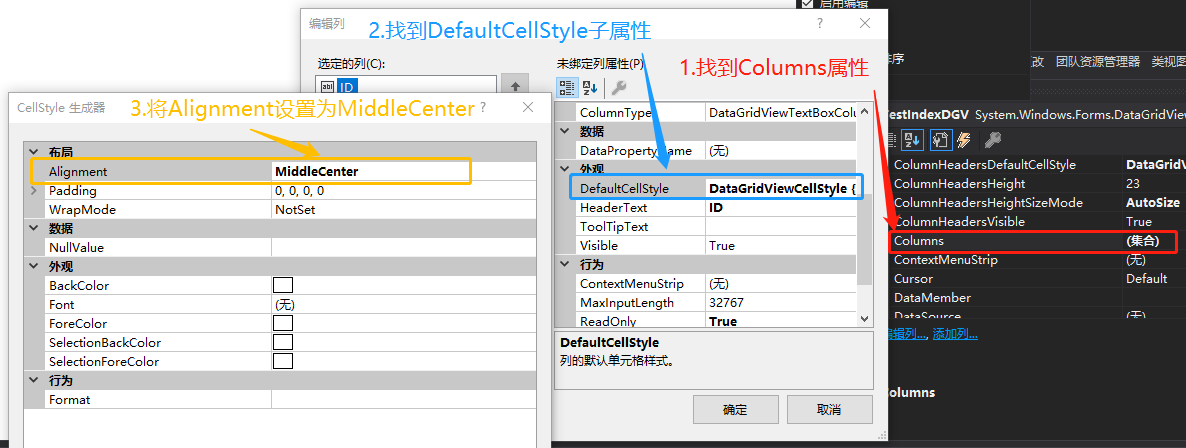 启用编辑
编辑列
?
2.找到DefaultCellStyle子属性
选定的列(C):
ab ID
未绑定列属性(P)
1.找到Columns属性
ColumnType DataGridViewTextBoxColu
数据
DataPropertyName (无)
外观
DefaultCellStyle DataGridViewCellStyle {
HeaderText ID
ToolTipText
Visible True
行为
ContextMenuStrip (无)
MaxInputLength 32767
ReadOnly True
DefaultCellStyle
列的默认单元格样式。
确定 取消
CellStyle 生成器
3.将Alignment设置为MiddleCenter
?
布局
Alignment MiddleCenter
Padding 0, 0, 0, 0
WrapMode NotSet
数据
NullValue
外观
BackColor
Font (无)
ForeColor
SelectionBackColor
SelectionForeColor
行为
Format
序
改 团队资源管理器 类视图
estIndexDGV System.Windows.Forms.DataGridView
ColumnHeadersDefaultCellStyle DataGridV
ColumnHeadersHeight 23
ColumnHeadersHeightSizeMode AutoSize
ColumnHeadersVisible True
Columns (集合)
ContextMenuStrip (无)
Cursor Default
DataMember
DataSource (无)
编辑列..., 添加列...
olumns